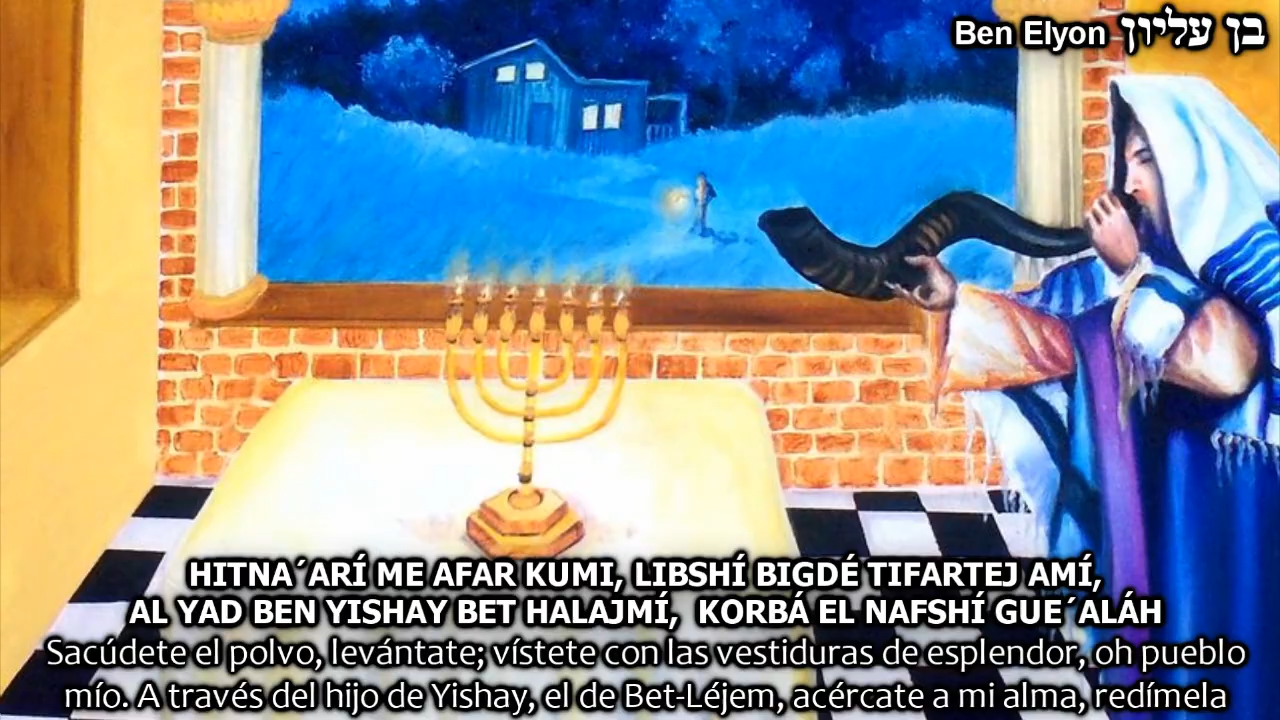 Ben Elyon בן עליון
HITNA´ARÍ ME AFAR KUMI, LIBSHÍ BIGDÉ TIFARTEJ AMÍ,
AL YAD BEN YISHAY BET HALAJMÍ, KORBÁ EL NAFSHÍ GUE´ALÁH
Sacúdete el polvo, levántate; vístete con las vestiduras de esplendor, oh pueblo
mío. A través del hijo de Yishay, el de Bet-Léjem, acércate a mi alma, redímela